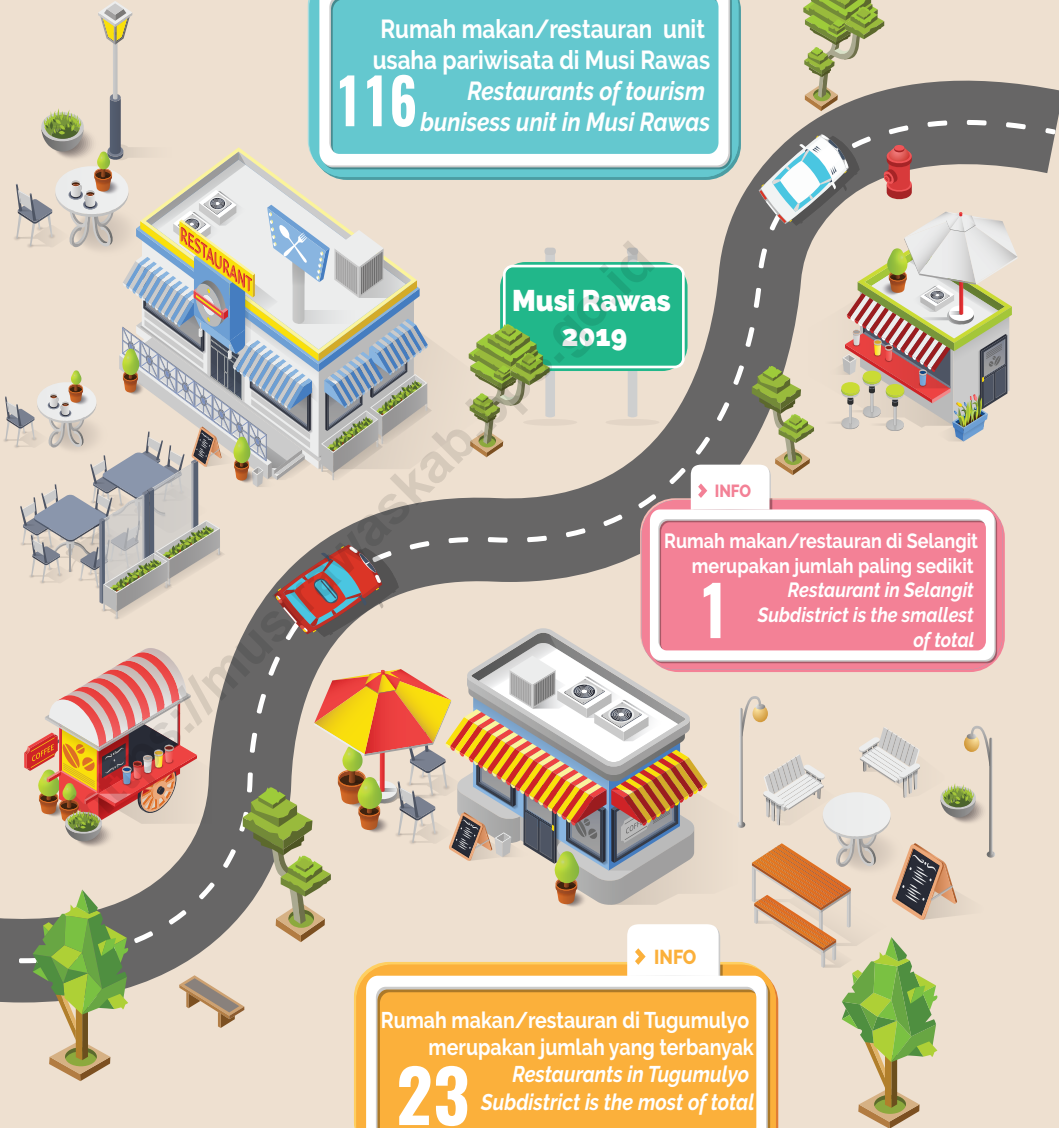 Rumah makan/restauran unit
usaha pariwisata di Musi Rawas
116
Restaurants of tourism
bunisess unit in Musi Rawas
RESTAURANT
Musi Rawas
2019
INFO
Rumah makan/restauran di Selangit
merupakan jumlah paling sedikit
1
Restaurant in Selangit
Subdistrict is the smallest
of total
COFFEE
INFO
Rumah makan/restauran di Tugumulyo
merupakan jumlah yang terbanyak
23
Restaurants in Tugumulyo
Subdistrict is the most of total